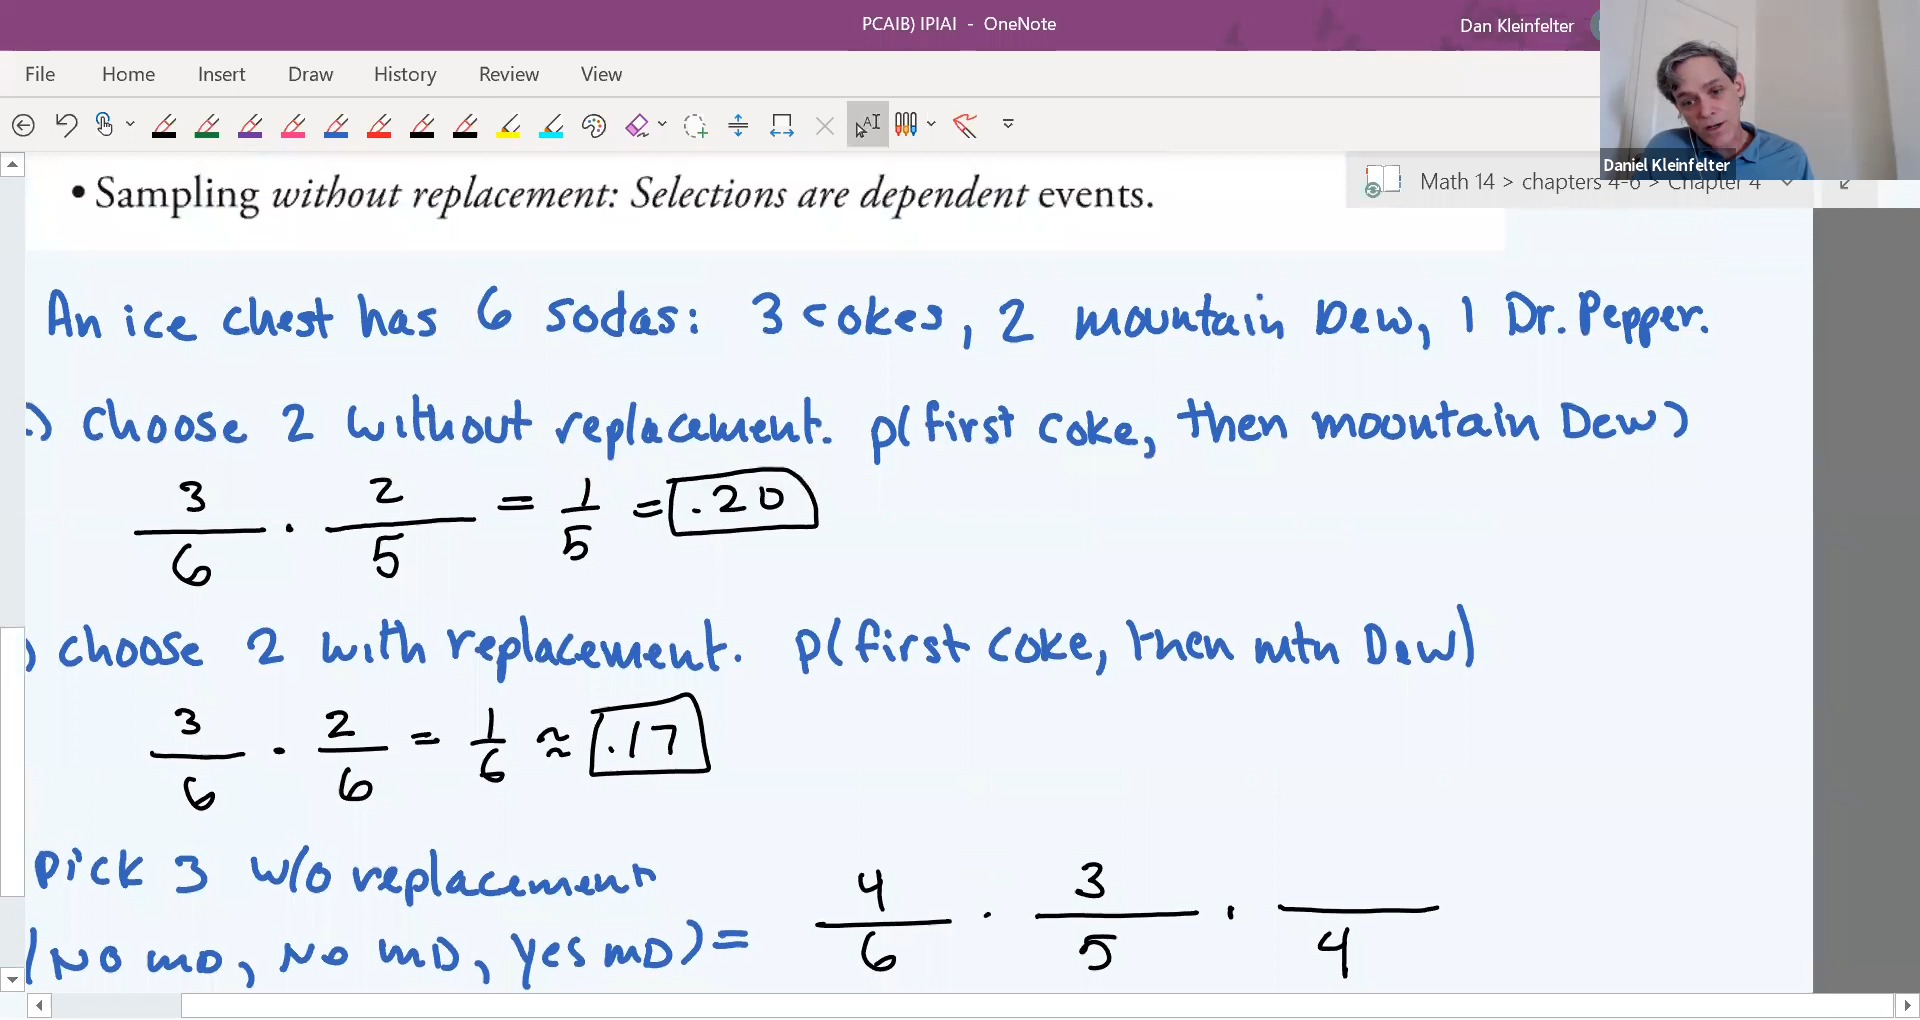 PCAIB) IPIAI - OneNote
Dan Kleinfelter
File Home Insert Draw History Review View
Daniel Kleinfelter
Math 14 > chapters 4-6 > Chapter 4
• Sampling without replacement: Selections are dependent events.
An ice chest has 6 sodas: 3 cokes, 2 mountain Dew, 1 Dr. Pepper.
) choose 2 without replacement. p(first coke, then mountain Dew)
3/6 · 2/5 = 1/5 = .20
) choose 2 with replacement. p(first coke, then mtn Dew)
3/6 · 2/6 = 1/6 ≈ .17
pick 3 w/o replacement
(No MD, No MD, yes MD) = 4/6 · 3/5 · /4